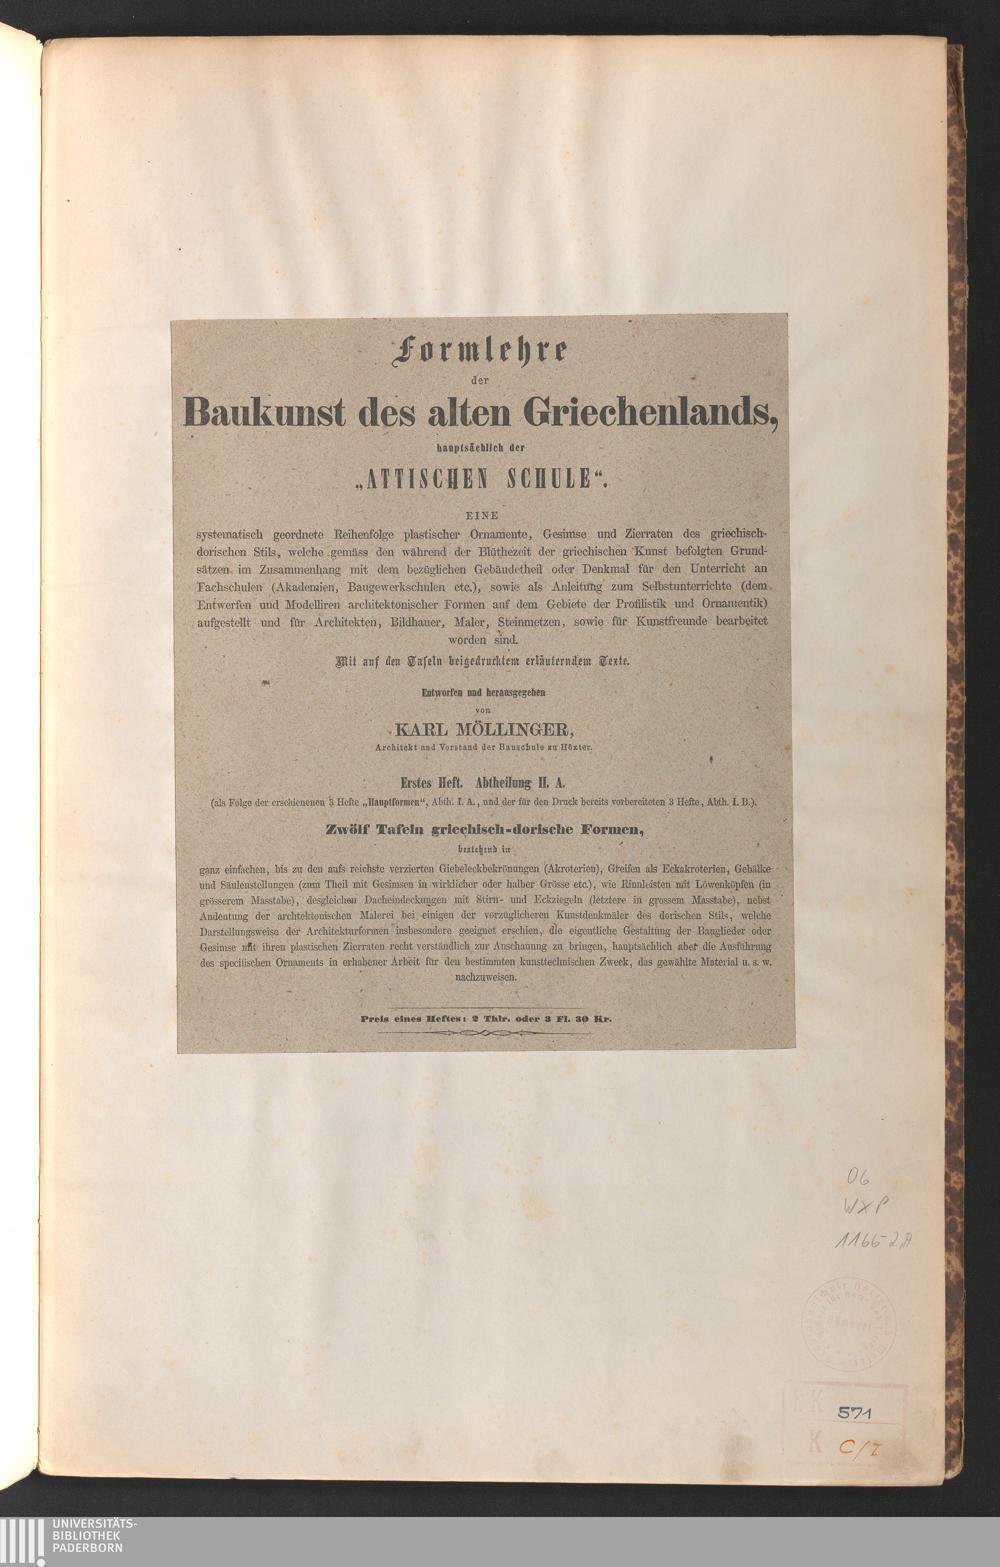 Formlehre
der
Baukunst des alten Griechenlands,
hauptsächlich der
„ATTISCHEN SCHULE“.
EINE
systematisch geordnete Reihenfolge plastischer Ornamente, Gesimse und Zierraten des griechisch-
dorischen Stils, welche gemäss den während der Blüthezeit der griechischen Kunst befolgten Grund-
sätzen im Zusammenhang mit dem bezüglichen Gebäudetheil oder Denkmal für den Unterricht an
Fachschulen (Akademien, Baugewerkschulen etc.), sowie als Anleitung zum Selbstunterrichte (dem
Entwerfen und Modelliren architektonischer Formen auf dem Gebiete der Profilistik und Ornamentik)
aufgestellt und für Architekten, Bildhauer, Maler, Steinmetzen, sowie für Kunstfreunde bearbeitet
worden sind.
Mit auf den Tafeln beigedrucktem erläuterndem Texte.
Entworfen und herausgegeben
von
KARL MÖLLINGER,
Architekt und Vorstand der Bauschule zu Höxter.
Erstes Heft. Abtheilung II. A.
(als Folge der erschienenen 3 Hefte „Hauptformen“, Abth. I. A., und der für den Druck bereits vorbereiteten 3 Hefte, Abth. I. B.).
Zwölf Tafeln griechisch-dorische Formen,
bestehend in
ganz einfachen, bis zu den aufs reichste verzierten Giebeleckbekrönungen (Akroterien), Greifen als Eckakroterien, Gebälke
und Säulenstellungen (zum Theil mit Gesimsen in wirklicher oder halber Grösse etc.), wie Rinnleisten mit Löwenköpfen (in
grösserem Masstabe), desgleichen Dacheindeckungen mit Stirn- und Eckziegeln (letztere in grossem Masstabe), nebst
Andeutung der archtektonischen Malerei bei einigen der vorzüglicheren Kunstdenkmäler des dorischen Stils, welche
Darstellungsweise der Architekturformen insbesondere geeignet erschien, die eigentliche Gestaltung der Bauglieder oder
Gesimse mit ihren plastischen Zierraten recht verständlich zur Anschauung zu bringen, hauptsächlich aber die Ausführung
des specifischen Ornaments in erhabener Arbeit für den bestimmten kunsttechnischen Zweck, das gewählte Material u. s. w.
nachzuweisen.
Preis eines Heftes: 2 Thlr. oder 3 Fl. 30 Kr.
06
WXP
1166-2A
K
571
K C/I
UNIVERSITÄTS-
BIBLIOTHEK
PADERBORN